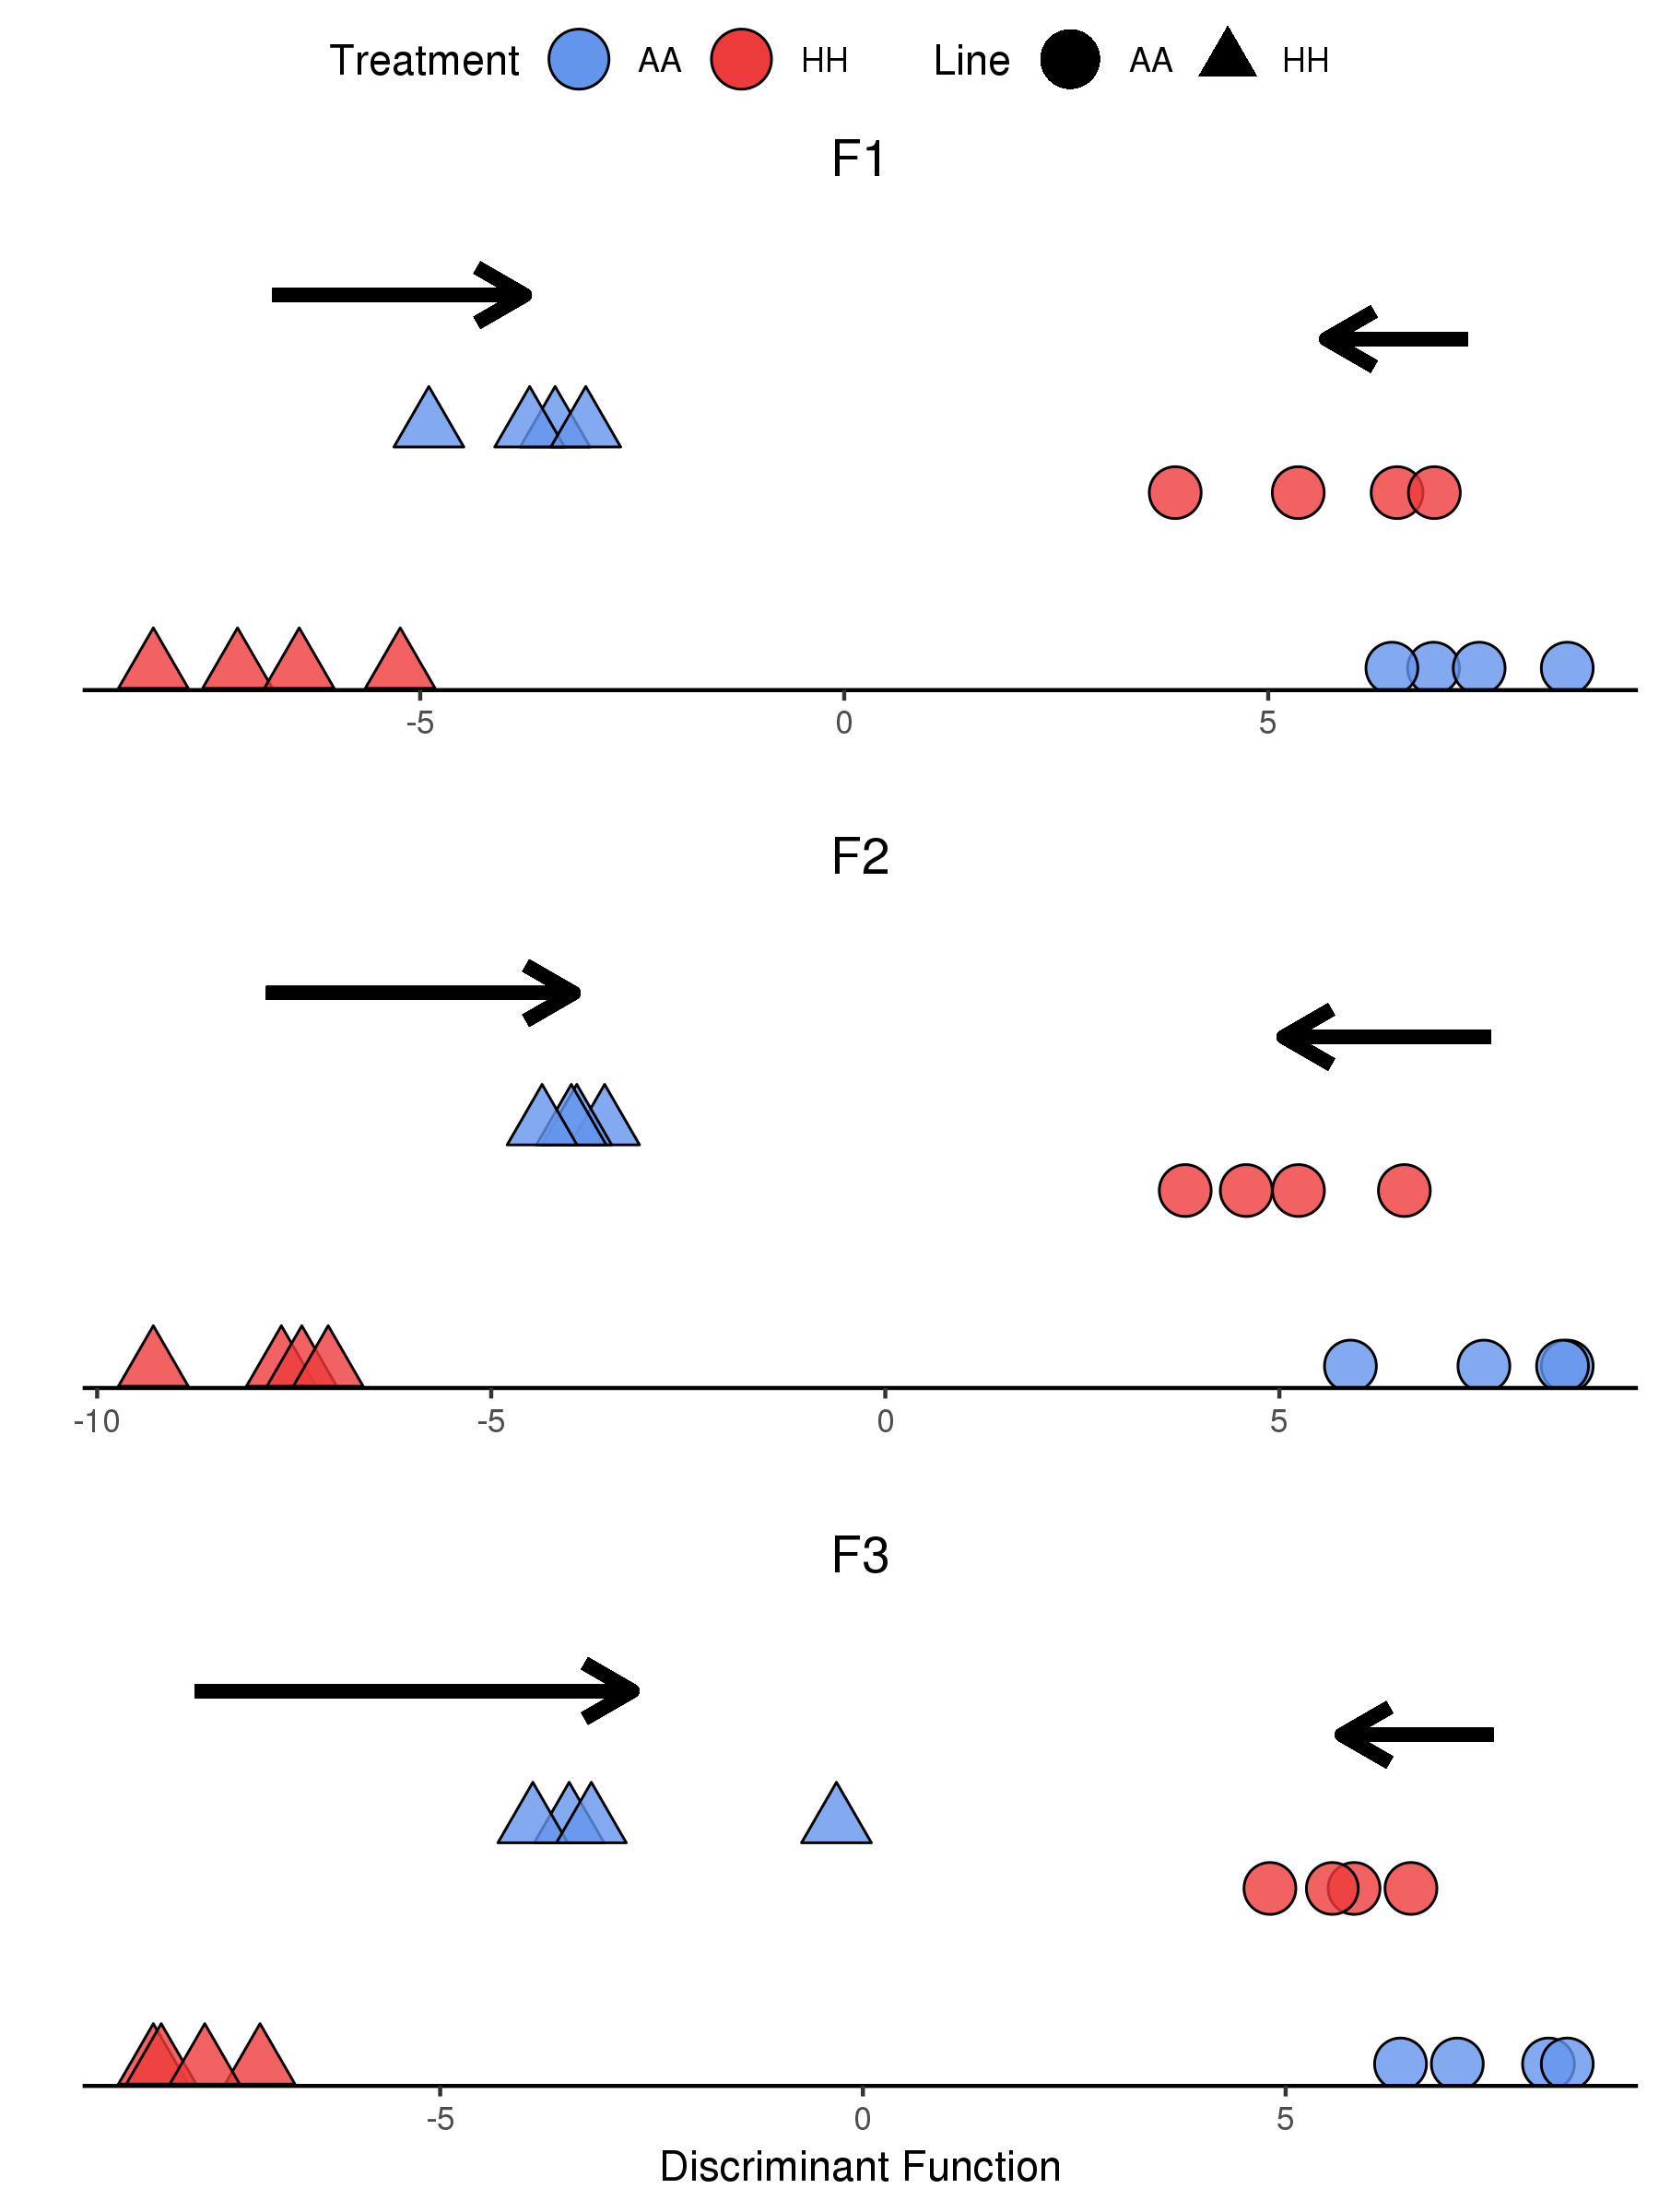 Treatment AA HH Line AA HH
F1
-5 0 5
F2
-10 -5 0 5
F3
-5 0 5
Discriminant Function